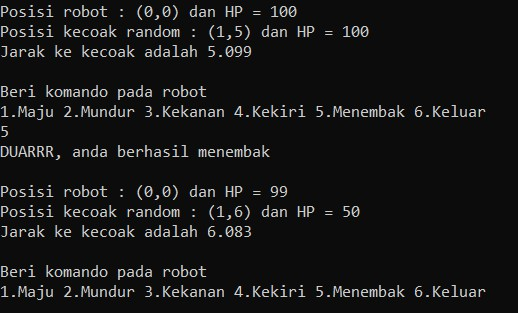 Posisi robot : (0,0) dan HP = 100
Posisi kecoak random : (1,5) dan HP = 100
Jarak ke kecoak adalah 5.099
Beri komando pada robot
1.Maju 2.Mundur 3.Kekanan 4.Kekiri 5.Menembak 6.Keluar
5
DUARRR, anda berhasil menembak
Posisi robot : (0,0) dan HP = 99
Posisi kecoak random : (1,6) dan HP = 50
Jarak ke kecoak adalah 6.083
Beri komando pada robot
1.Maju 2.Mundur 3.Kekanan 4.Kekiri 5.Menembak 6.Keluar